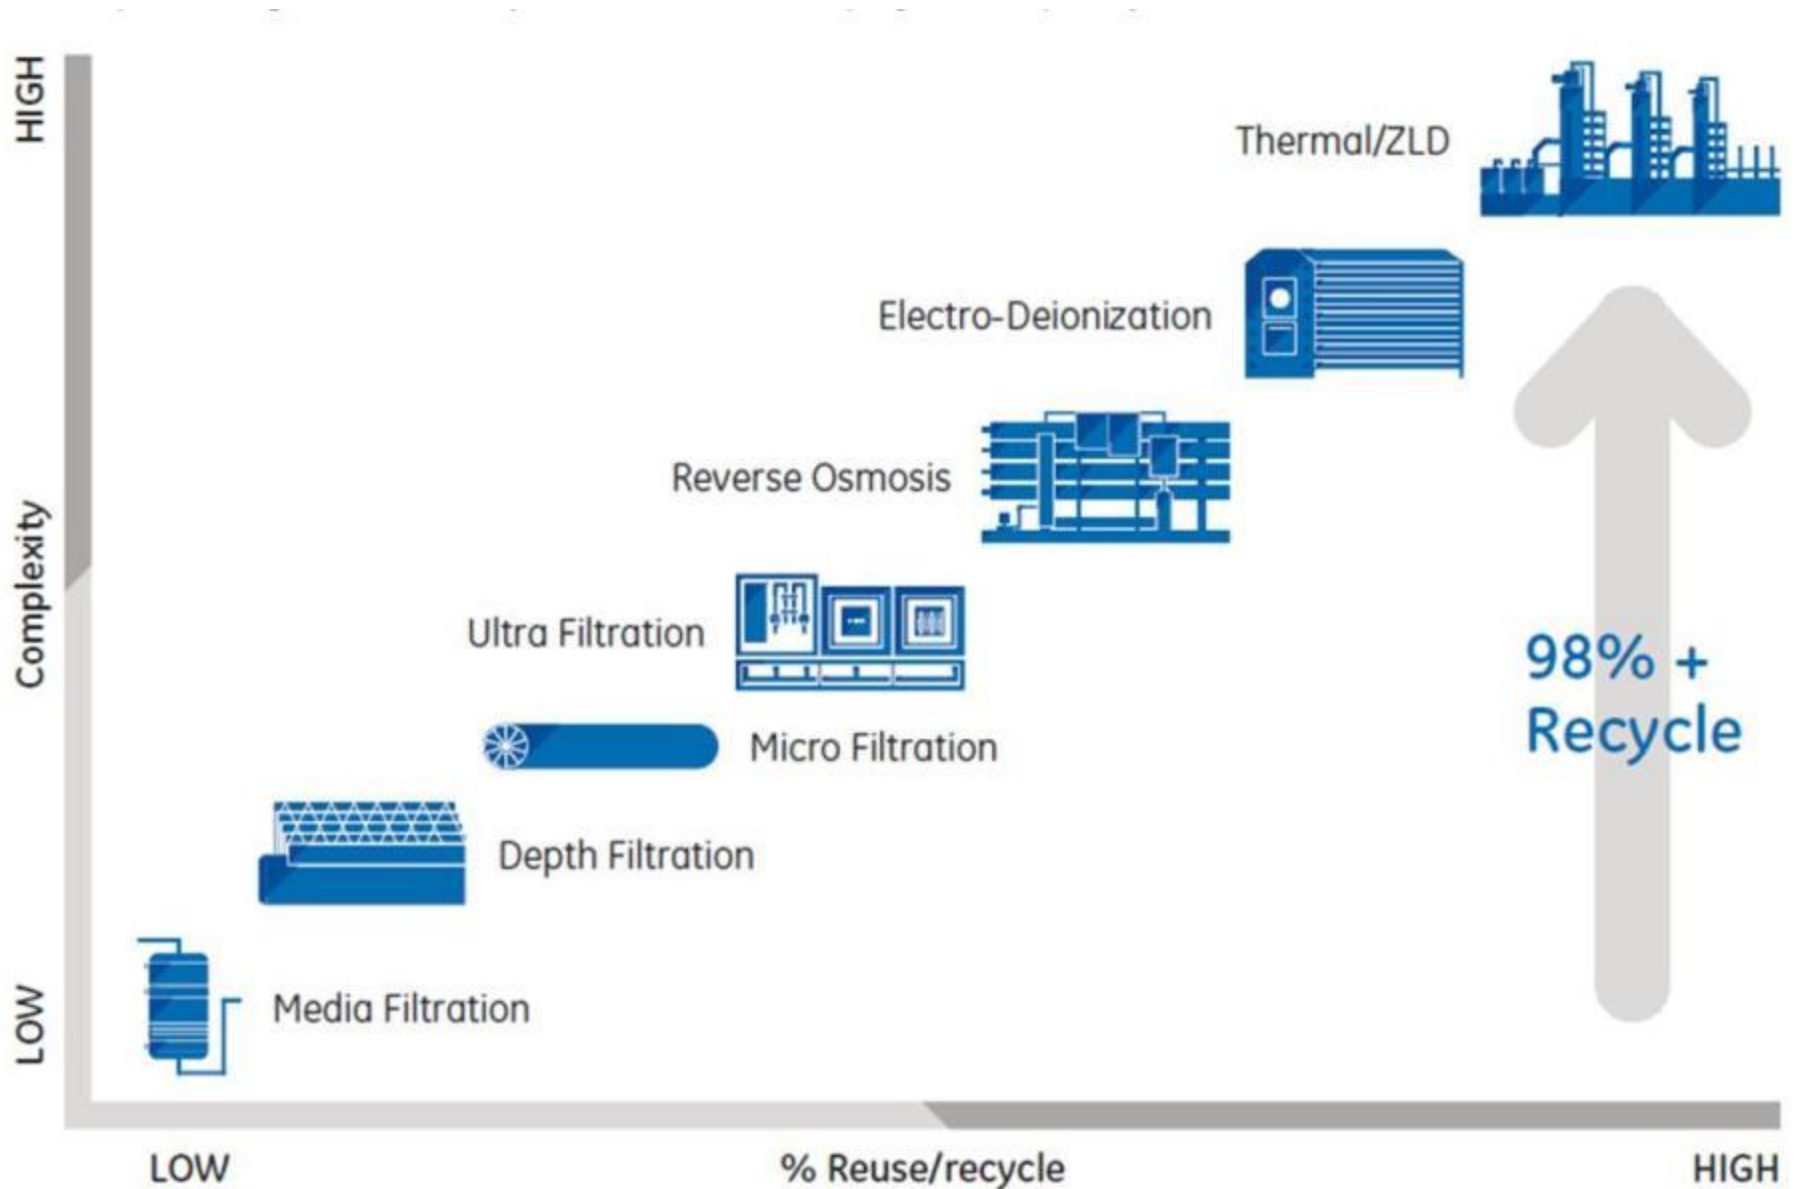 HIGH
Thermal/ZLD
Electro-Deionization
Reverse Osmosis
Complexity
Ultra Filtration
98% +
Recycle
Micro Filtration
Depth Filtration
Media Filtration
LOW
LOW
% Reuse/recycle
HIGH